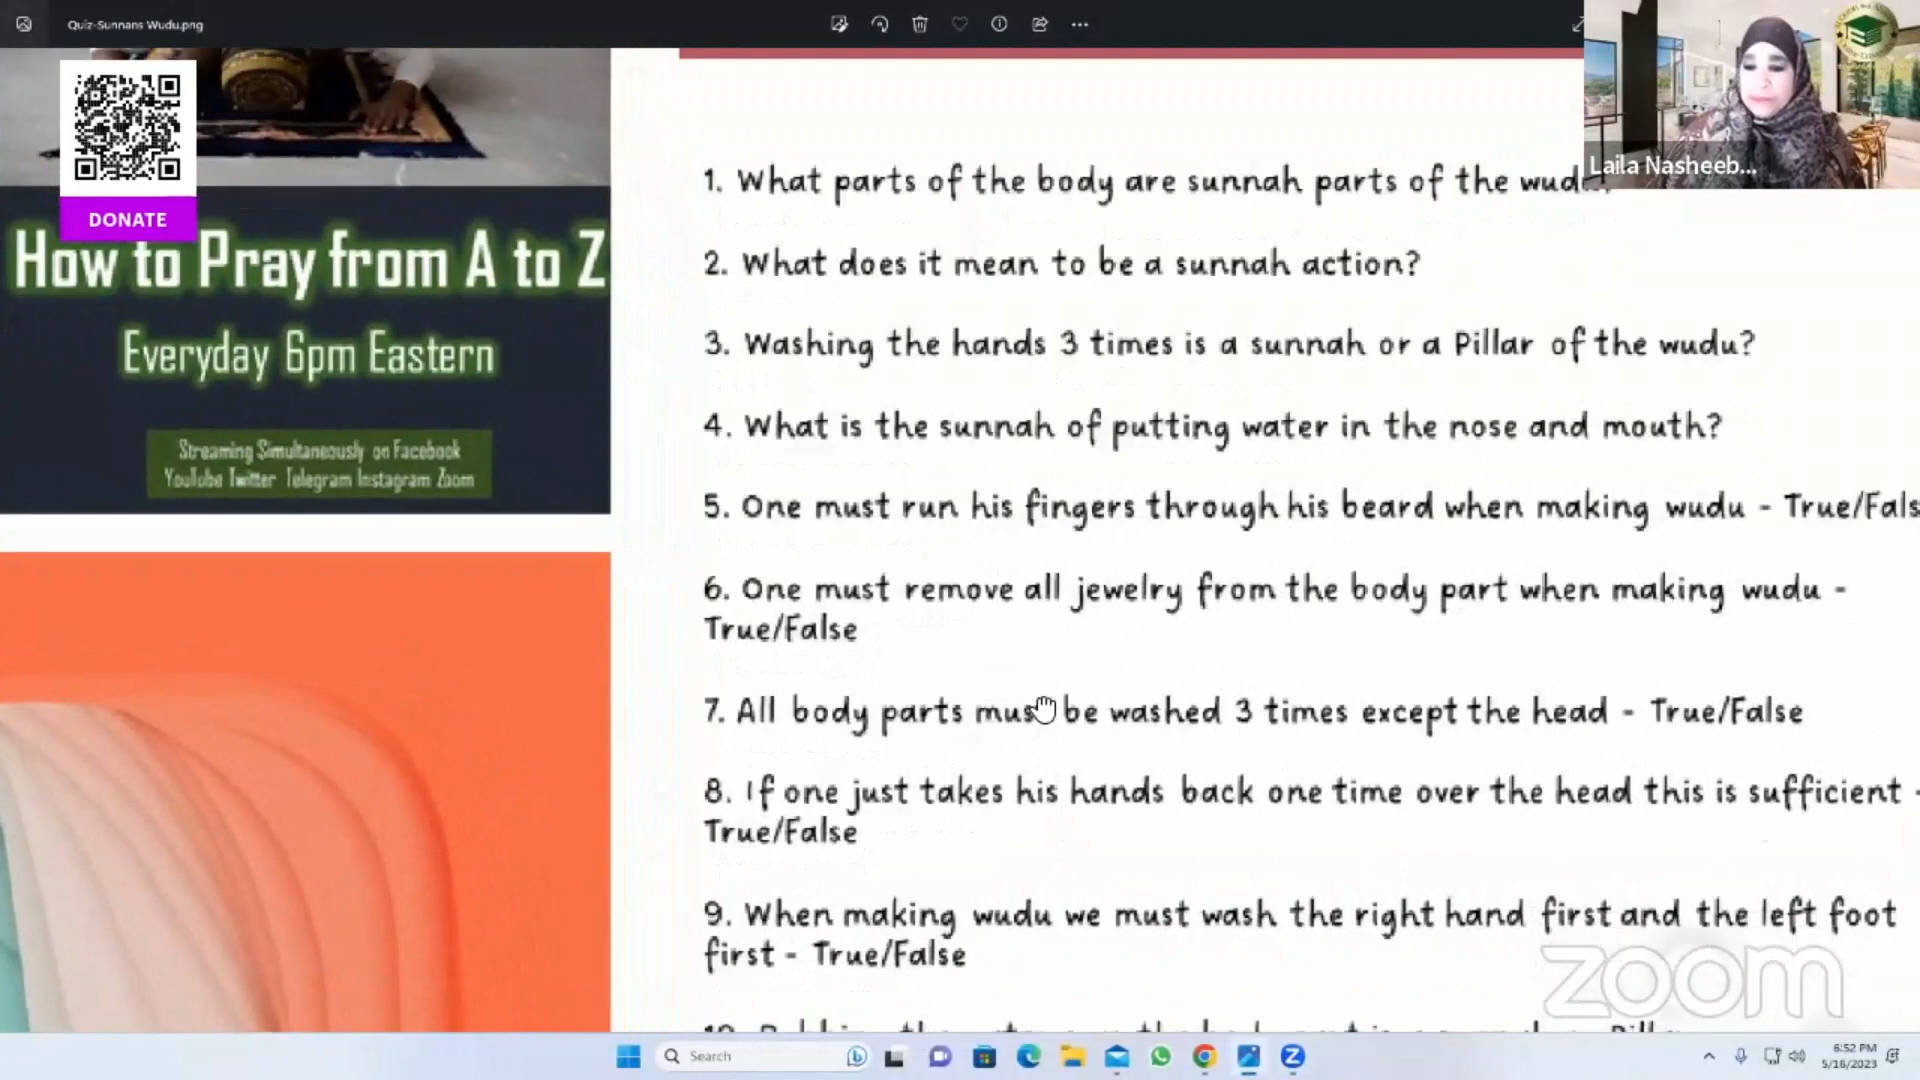 Quiz-Sunnans Wudu.png
DONATE
How to Pray from A to Z
Everyday 6pm Eastern
Streaming Simultaneously on Facebook
YouTube Twitter Telegram Instagram Zoom
Laila Nasheeb...
1. What parts of the body are sunnah parts of the
2. What does it mean to be a sunnah action?
3. Washing the hands 3 times is a sunnah or a Pillar of the wudu?
4. What is the sunnah of putting water in the nose and mouth?
5. One must run his fingers through his beard when making wudu - True/Fals
6. One must remove all jewelry from the body part when making wudu -
True/False
7. All body parts must be washed 3 times except the head - True/False
8. If one just takes his hands back one time over the head this is sufficient -
True/False
9. When making wudu we must wash the right hand first and the left foot
first - True/False
zoom
Search
6:52 PM
5/16/2023